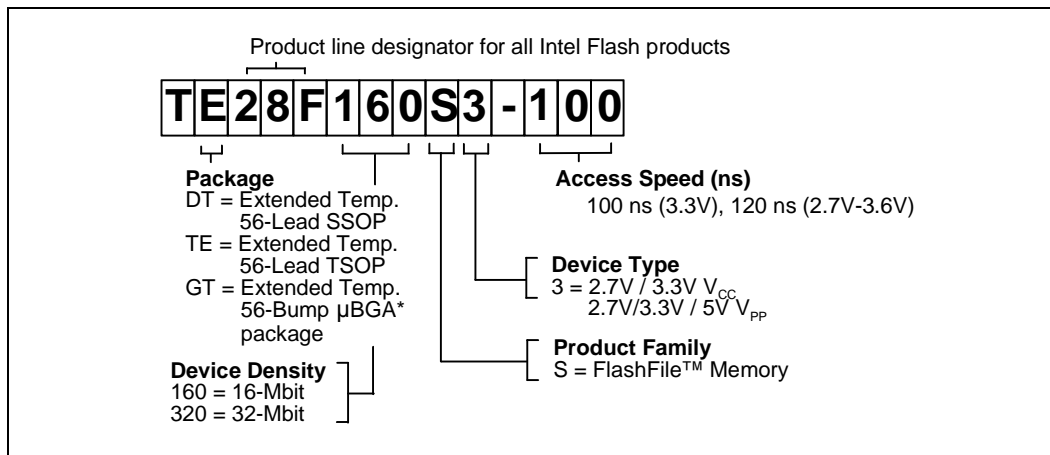 Product line designator for all Intel Flash products
TE28F160S3-100
Package
DT = Extended Temp.
56-Lead SSOP
TE = Extended Temp.
56-Lead TSOP
GT = Extended Temp.
56-Bump µBGA*
package
Device Density
160 = 16-Mbit
320 = 32-Mbit
Access Speed (ns)
100 ns (3.3V), 120 ns (2.7V-3.6V)
Device Type
3 = 2.7V / 3.3V VCC
2.7V/3.3V / 5V VPP
Product Family
S = FlashFile™ Memory